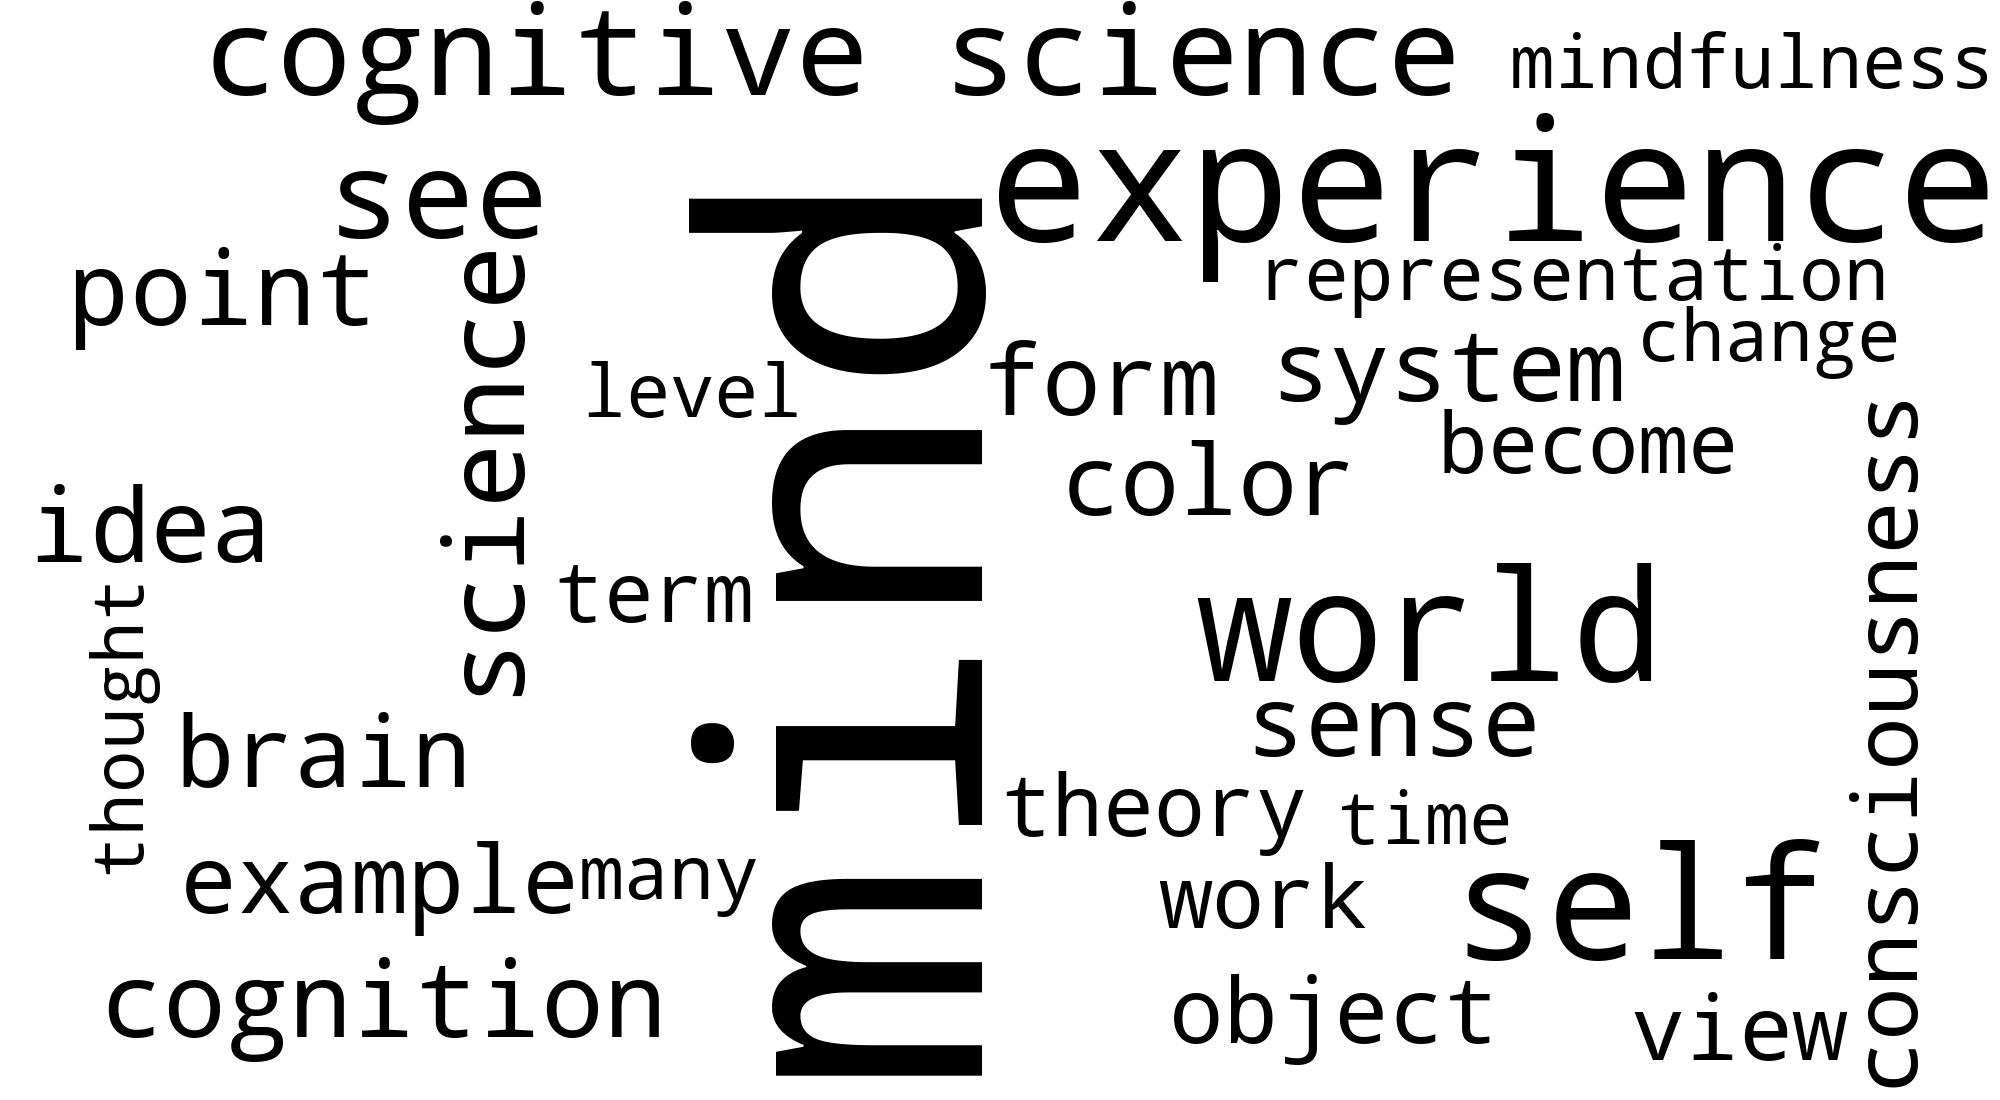 cognitive science
mindfulness
experience
see
science
mind
point
representation
change
system
form
level
become
color
consciousness
idea
thought
term
world
sense
brain
theory
time
example
many
work
self
cognition
object
view